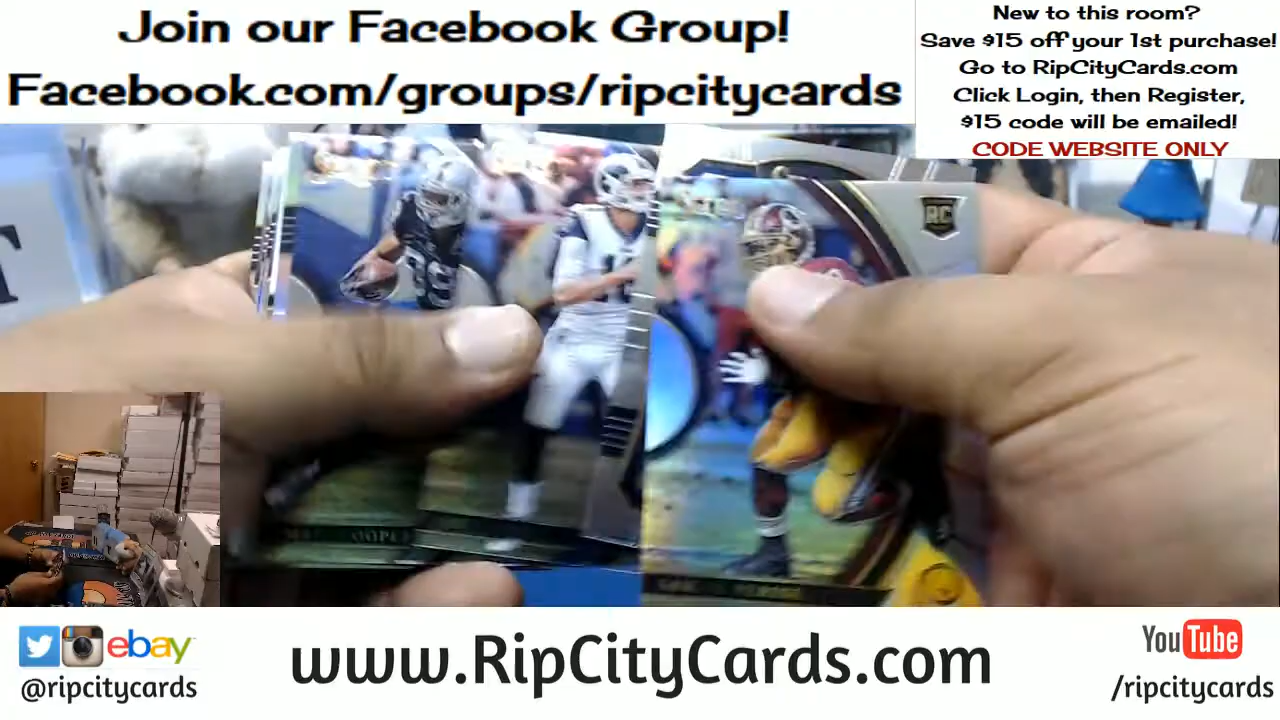 Join our Facebook Group!
Facebook.com/groups/ripcitycards
New to this room?
Save $15 off your 1st purchase!
Go to RipCityCards.com
Click Login, then Register,
$15 code will be emailed!
CODE WEBSITE ONLY
RC
89
ebay
@ripcitycards
www.RipCityCards.com
YouTube
/ripcitycards